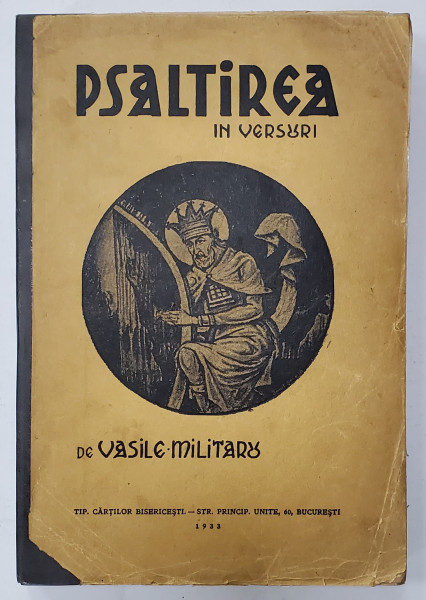 PSALTIREA
IN VERSURI
DE VASILE·MILITARU
TIP. CĂRȚILOR BISERICEȘTI. — STR. PRINCIP. UNITE, 60, BUCUREȘTI
1933